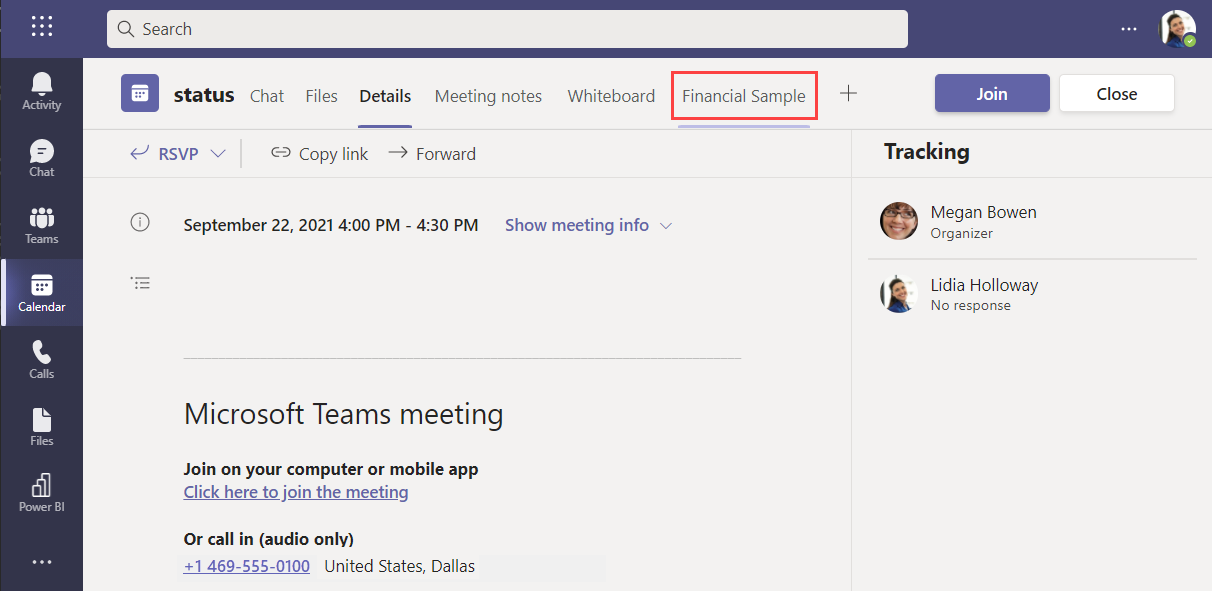 Search
Activity
Chat
Teams
Calendar
Calls
Files
Power BI
status Chat Files Details Meeting notes Whiteboard Financial Sample
Join Close
RSVP Copy link Forward
September 22, 2021 4:00 PM - 4:30 PM Show meeting info
Microsoft Teams meeting
Join on your computer or mobile app
Click here to join the meeting
Or call in (audio only)
+1 469-555-0100 United States, Dallas
Tracking
Megan Bowen
Organizer
Lidia Holloway
No response